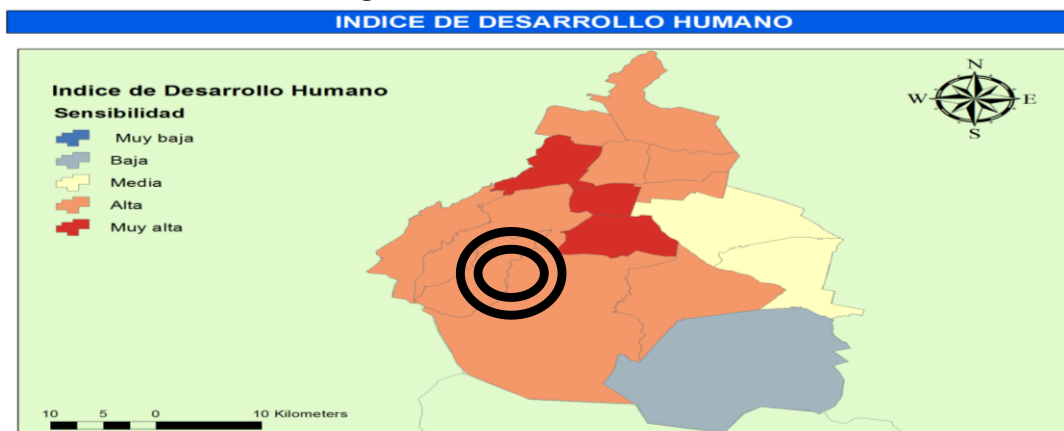 INDICE DE DESARROLLO HUMANO
Indice de Desarrollo Humano
Sensibilidad
Muy baja
Baja
Media
Alta
Muy alta
N
W E
S
10 5 0 10 Kilometers